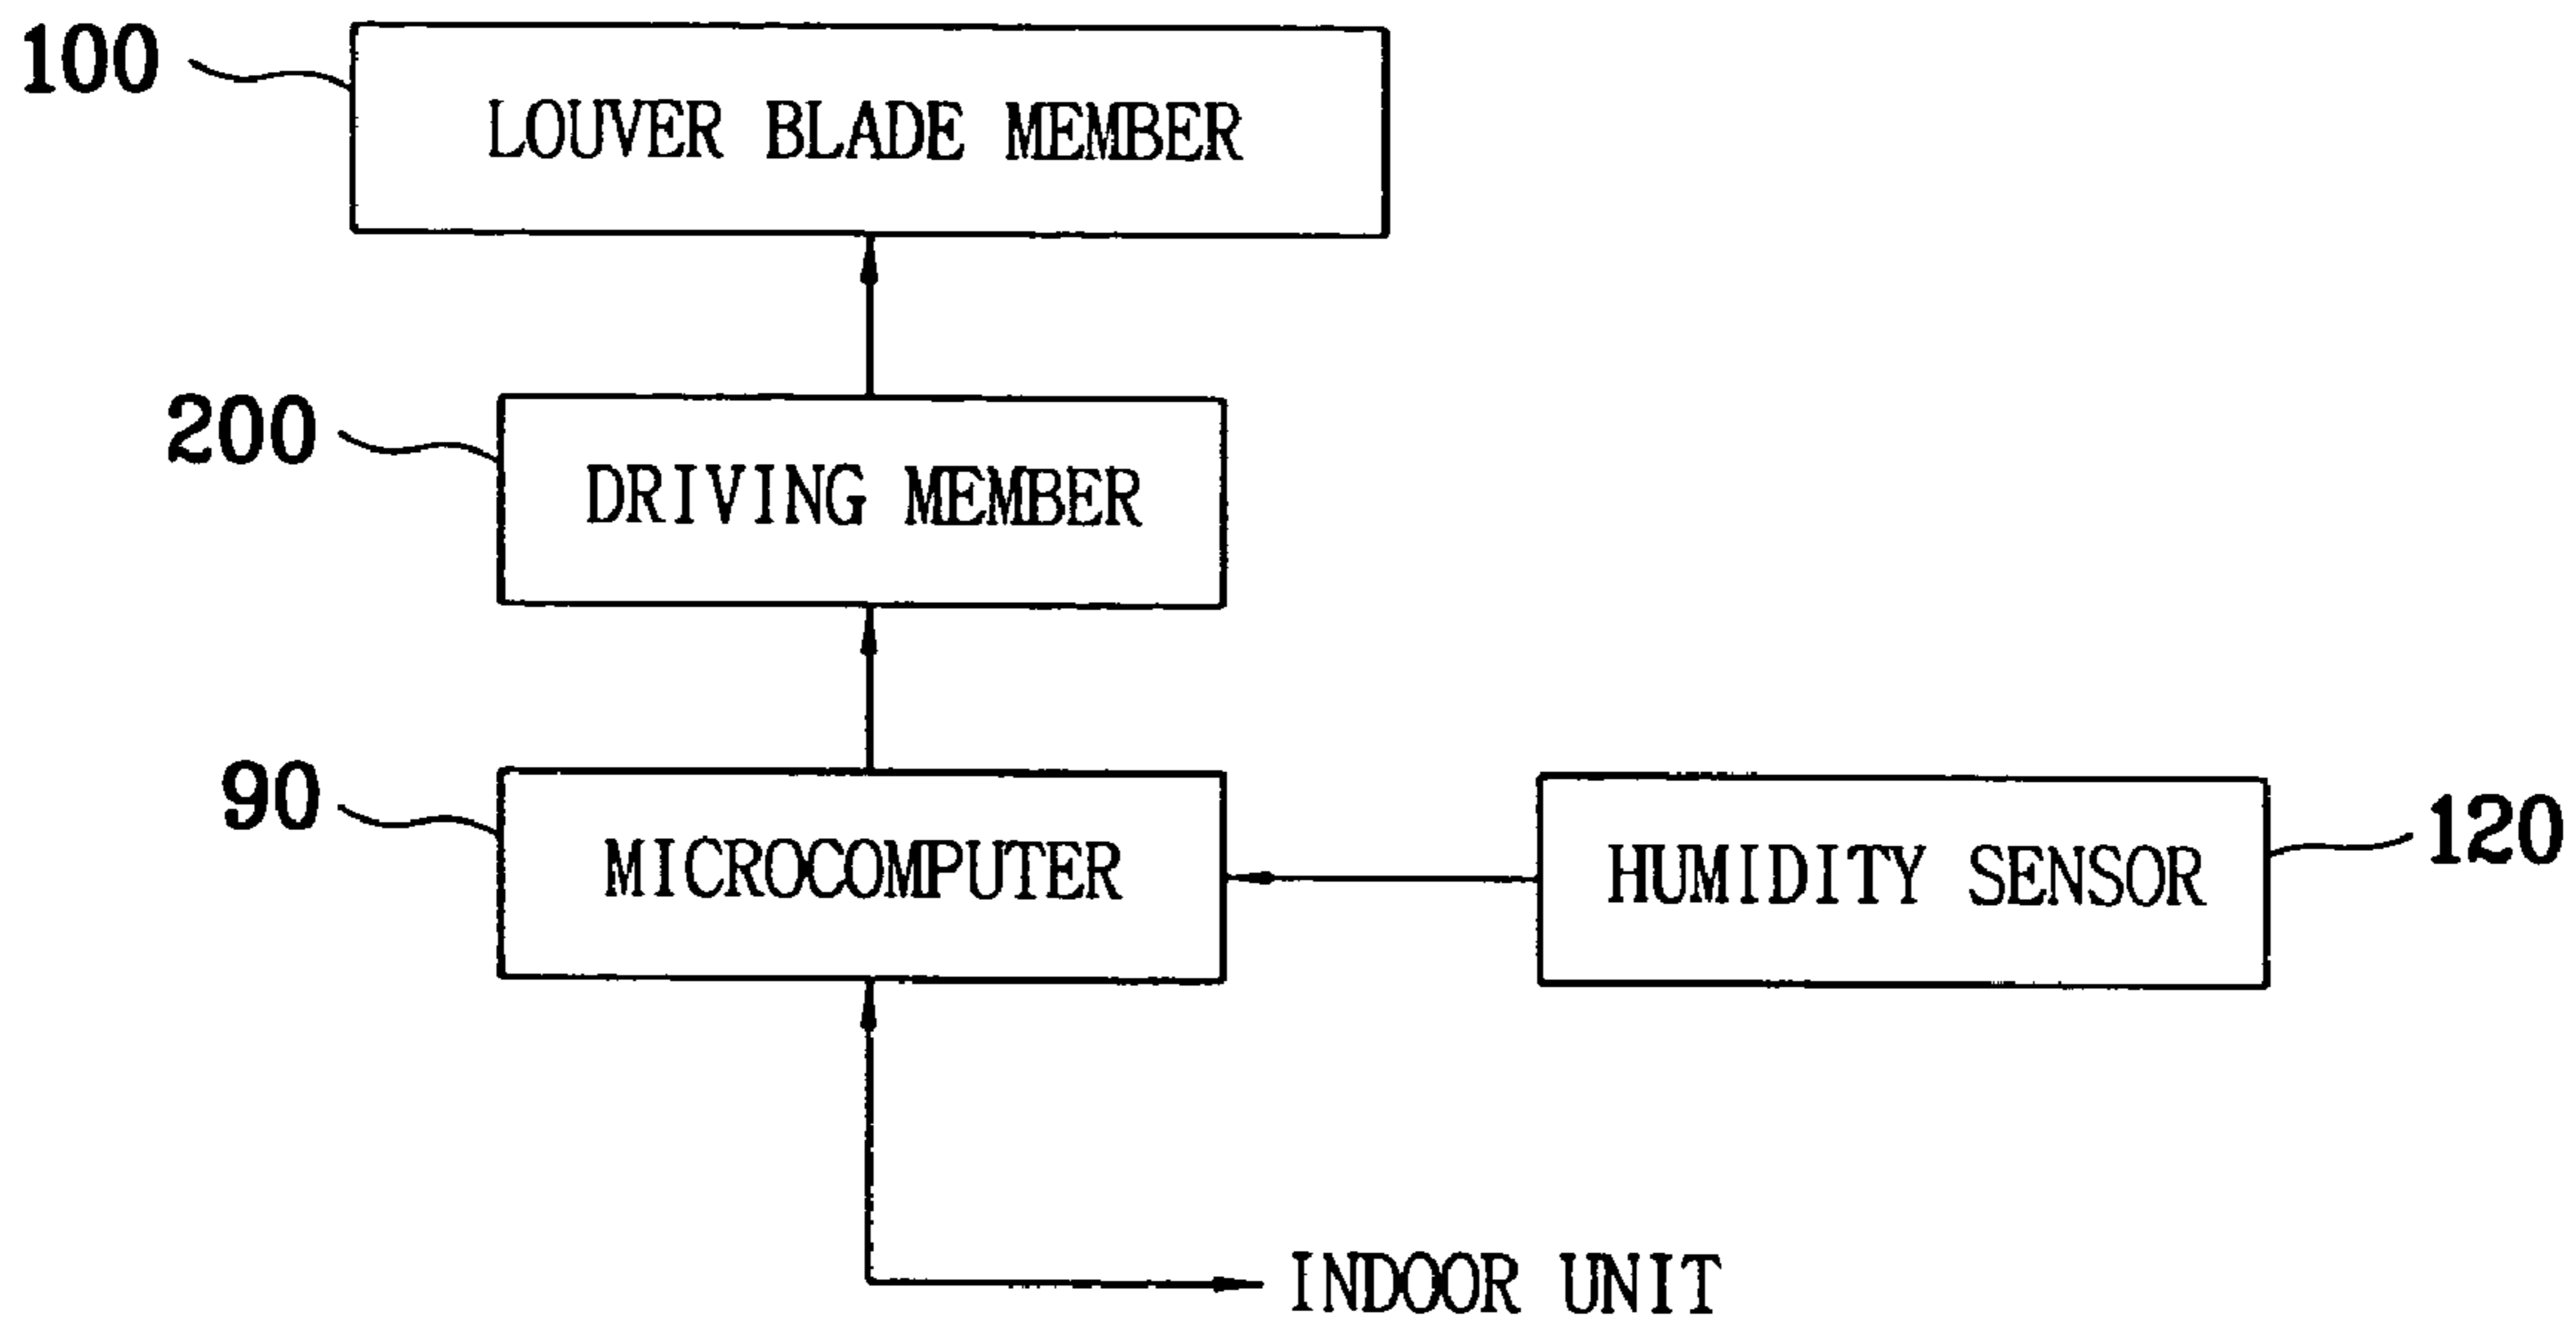 100
LOUVER BLADE MEMBER
200
DRIVING MEMBER
90
MICROCOMPUTER
HUMIDITY SENSOR
120
INDOOR UNIT